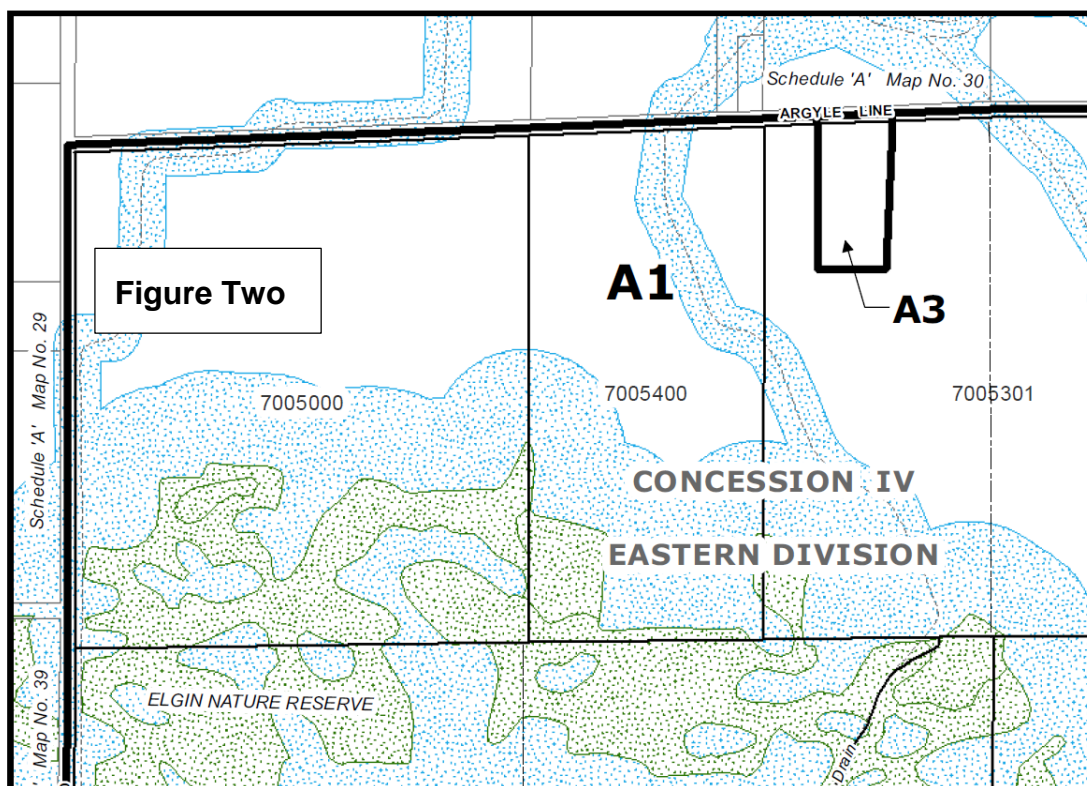 Schedule 'A' Map No. 30
ARGYLE LINE
Figure Two
A1
A3
Schedule 'A' Map No. 29
7005000
7005400
7005301
CONCESSION IV
EASTERN DIVISION
ELGIN NATURE RESERVE
' Map No. 39
Drain